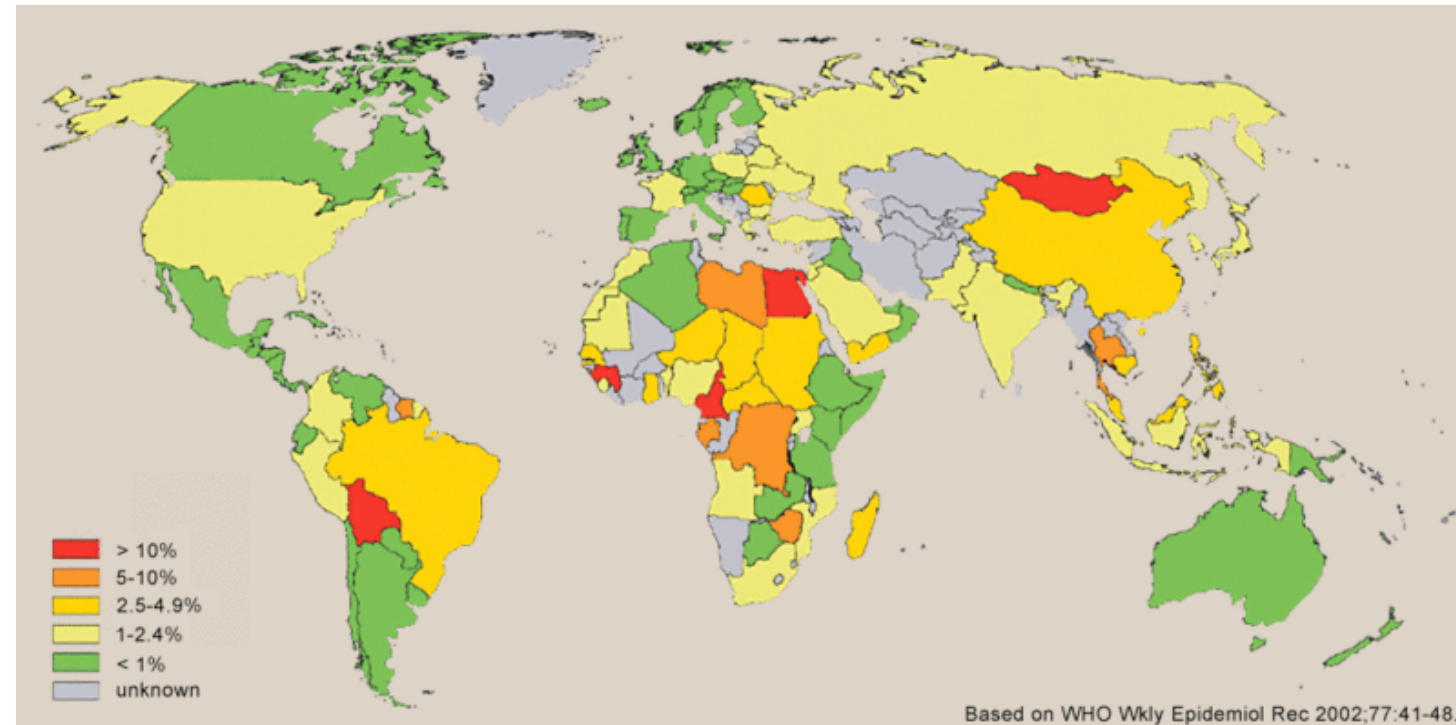 > 10%
5-10%
2.5-4.9%
1-2.4%
< 1%
unknown
Based on WHO Wkly Epidemiol Rec 2002;77:41-48